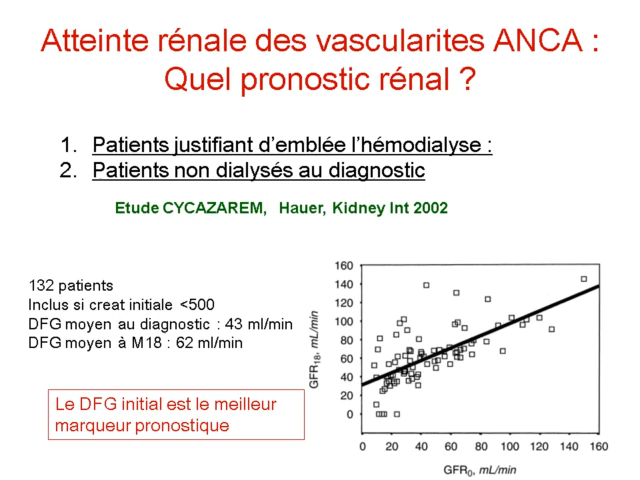 Atteinte rénale des vascularites ANCA :
Quel pronostic rénal ?
1. Patients justifiant d'emblée l'hémodialyse :
2. Patients non dialysés au diagnostic
Etude CYCAZAREM, Hauer, Kidney Int 2002
132 patients
Inclus si creat initiale <500
DFG moyen au diagnostic : 43 ml/min
DFG moyen à M18 : 62 ml/min
Le DFG initial est le meilleur
marqueur pronostique
GFR18, mL/min
160
140
120
100
80
60
40
20
0
0 20 40 60 80 100 120 140 160
GFR0, mL/min